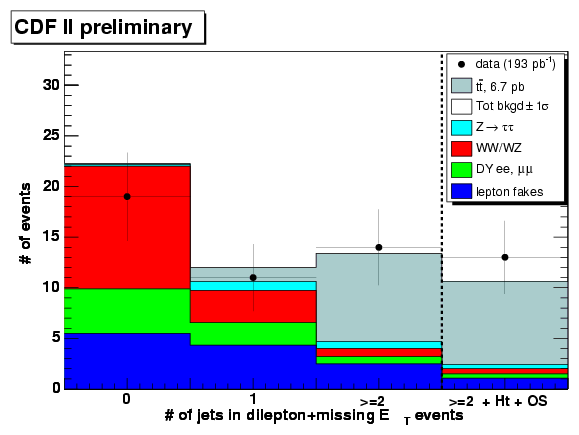 CDF II preliminary
# of events
30
25
20
15
10
5
0
data (193 pb⁻¹)
tt̄, 6.7 pb
Tot bkgd ± 1σ
Z → ττ
WW/WZ
DY ee, μμ
lepton fakes
0 1 >=2 >=2 + Ht + OS
# of jets in dilepton+missing E_T events